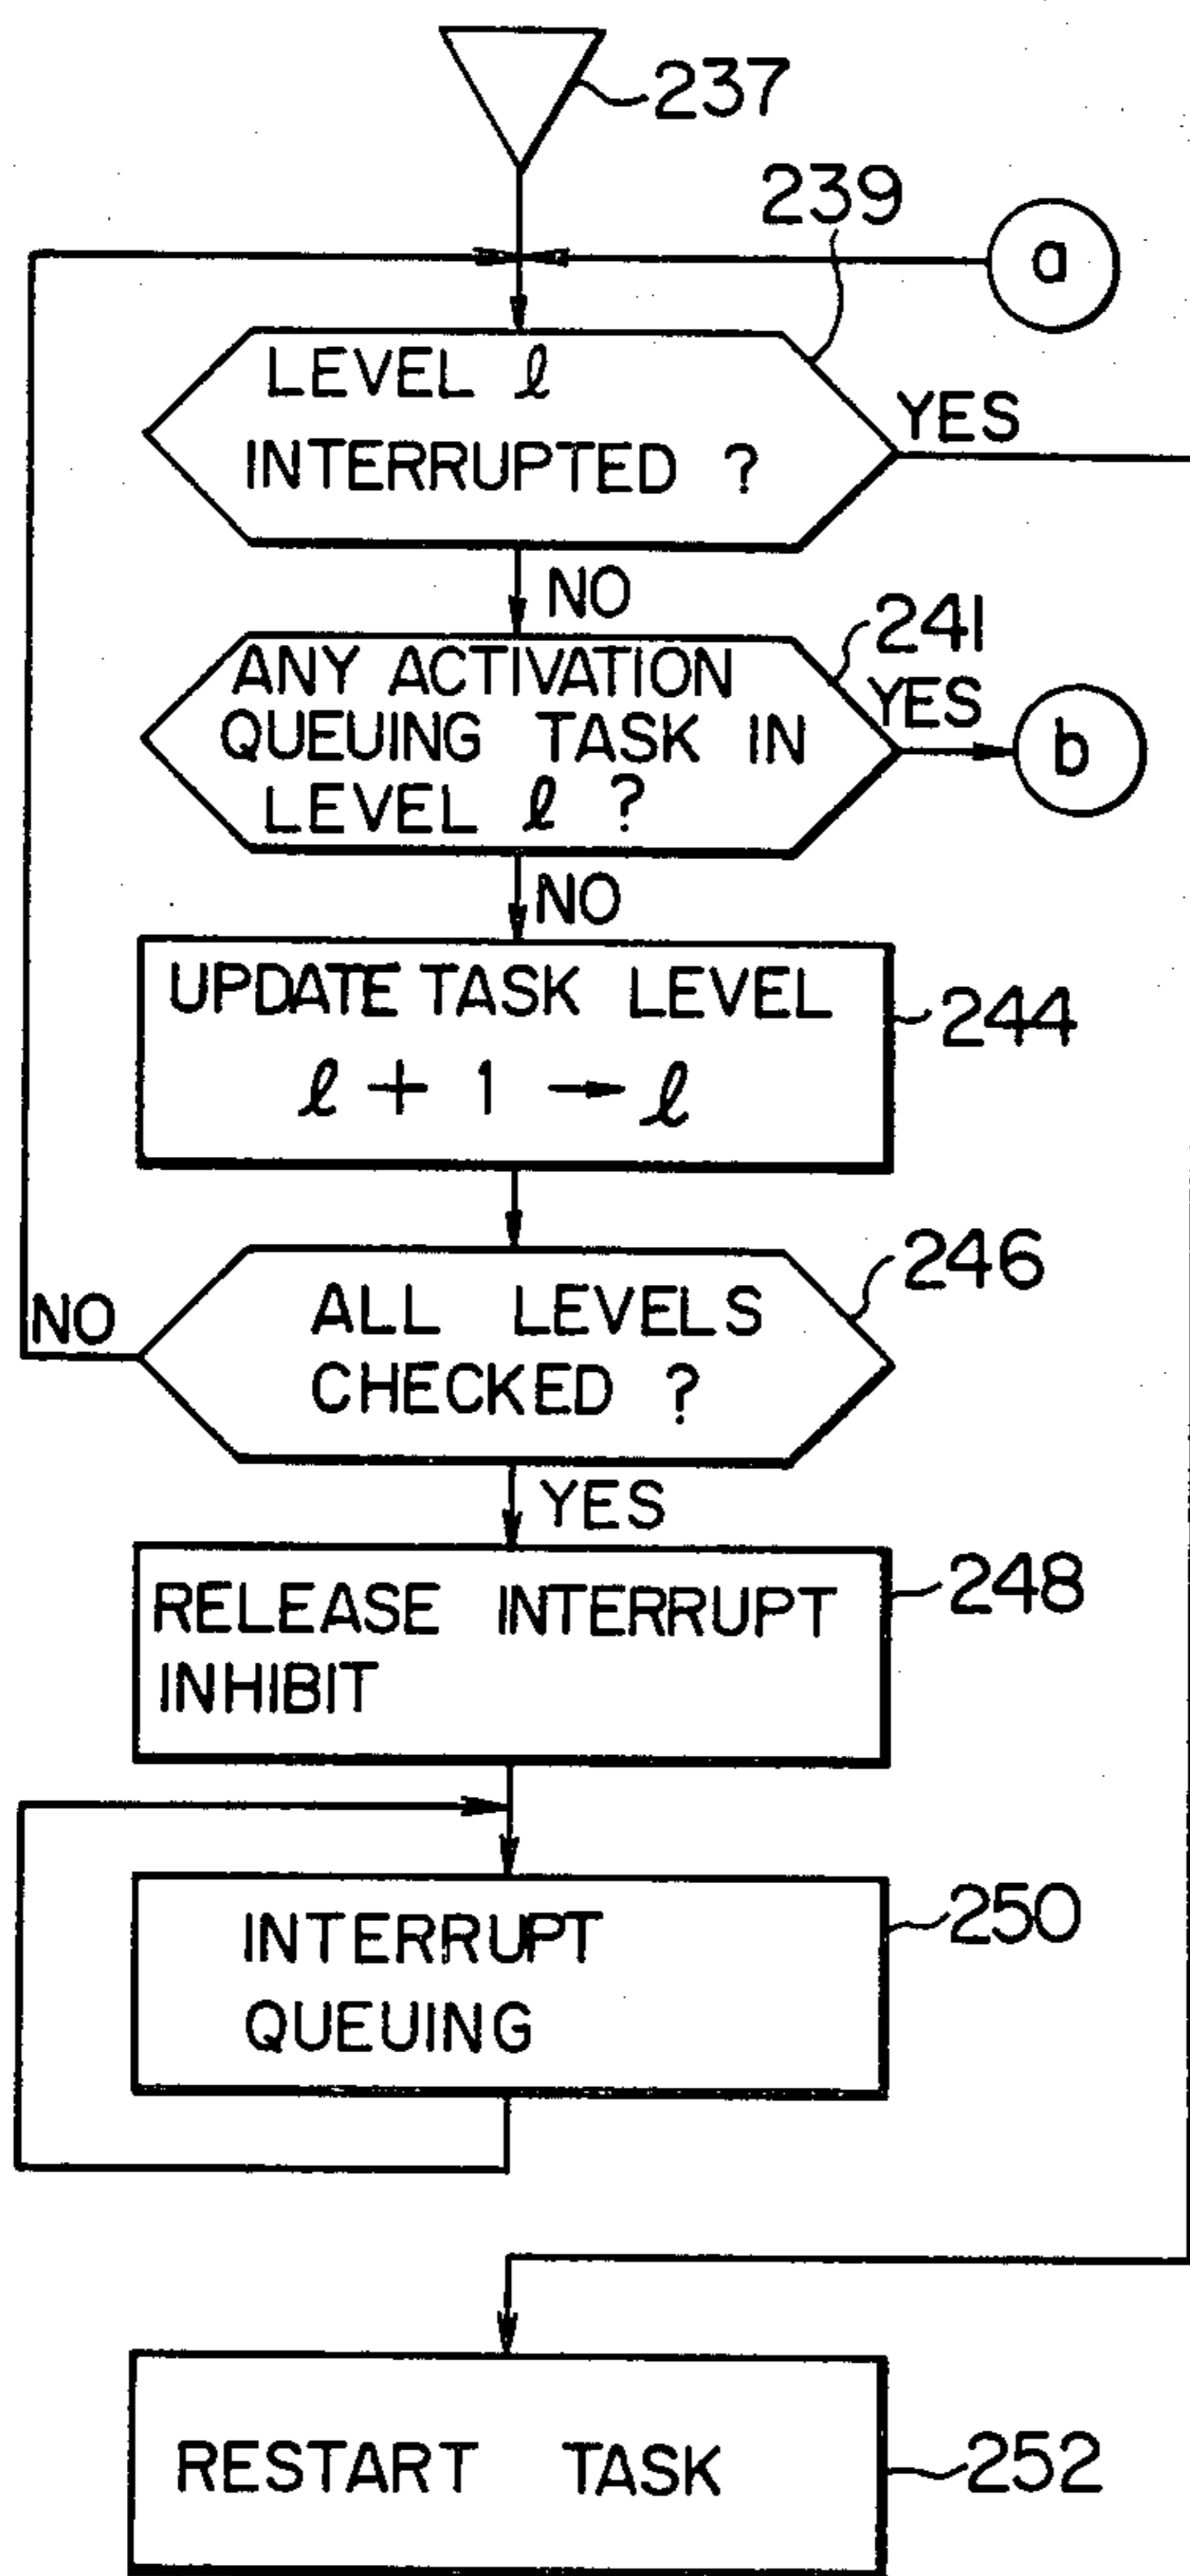 237
239
a
LEVEL ℓ
INTERRUPTED ?
YES
NO
241
ANY ACTIVATION
QUEUING TASK IN
LEVEL ℓ ?
YES
b
NO
UPDATE TASK LEVEL
ℓ + 1 → ℓ
244
246
ALL LEVELS
CHECKED ?
NO
YES
RELEASE INTERRUPT
INHIBIT
248
INTERRUPT
QUEUING
250
RESTART TASK
252